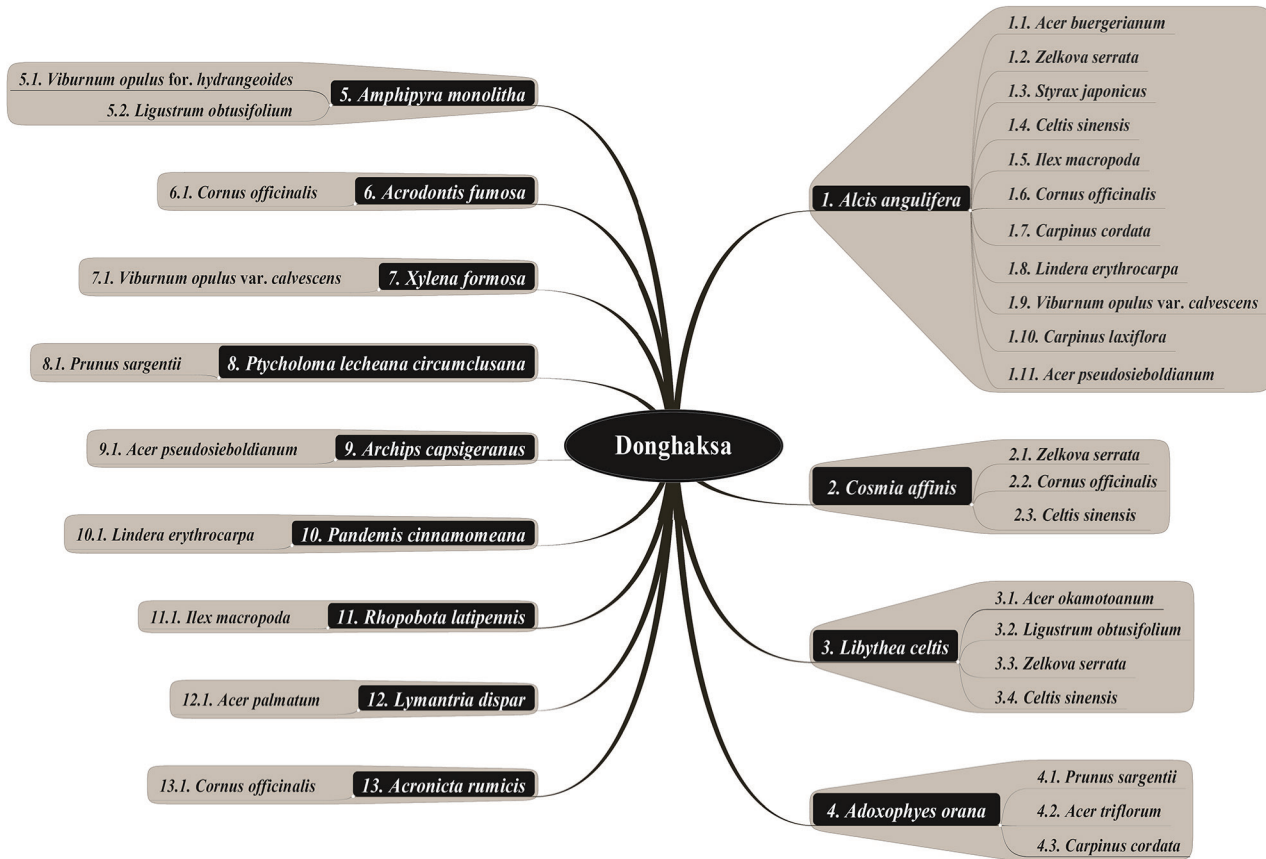 Donghaksa
1. Alcis angulifera
1.1. Acer buergerianum
1.2. Zelkova serrata
1.3. Styrax japonicus
1.4. Celtis sinensis
1.5. Ilex macropoda
1.6. Cornus officinalis
1.7. Carpinus cordata
1.8. Lindera erythrocarpa
1.9. Viburnum opulus var. calvescens
1.10. Carpinus laxiflora
1.11. Acer pseudosieboldianum
2. Cosmia affinis
2.1. Zelkova serrata
2.2. Cornus officinalis
2.3. Celtis sinensis
3. Libythea celtis
3.1. Acer okamotoanum
3.2. Ligustrum obtusifolium
3.3. Zelkova serrata
3.4. Celtis sinensis
4. Adoxophyes orana
4.1. Prunus sargentii
4.2. Acer triflorum
4.3. Carpinus cordata
5. Amphipyra monolitha
5.1. Viburnum opulus for. hydrangeoides
5.2. Ligustrum obtusifolium
6. Acrodontis fumosa
6.1. Cornus officinalis
7. Xylena formosa
7.1. Viburnum opulus var. calvescens
8. Ptycholoma lecheana circumclusana
8.1. Prunus sargentii
9. Archips capsigeranus
9.1. Acer pseudosieboldianum
10. Pandemis cinnamomeana
10.1. Lindera erythrocarpa
11. Rhopobota latipennis
11.1. Ilex macropoda
12. Lymantria dispar
12.1. Acer palmatum
13. Acronicta rumicis
13.1. Cornus officinalis